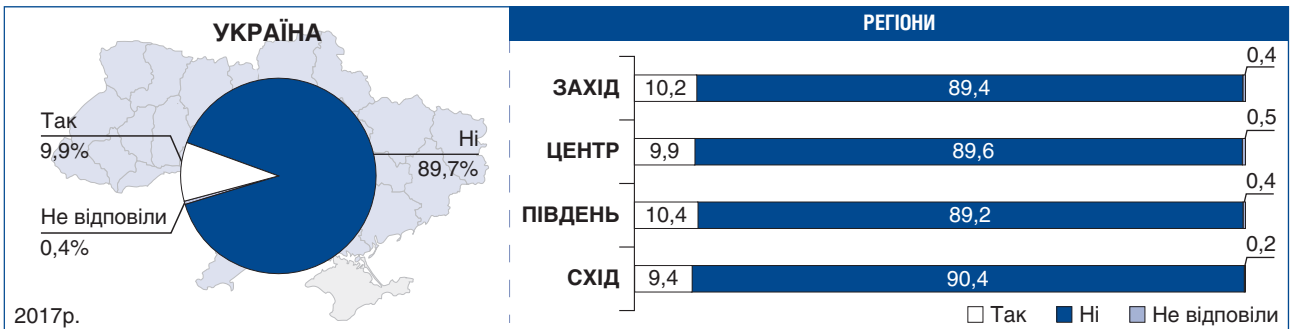 УКРАЇНА
Так
9,9%
Ні
89,7%
Не відповіли
0,4%
2017р.
РЕГІОНИ
0,4
ЗАХІД 10,2 89,4
0,5
ЦЕНТР 9,9 89,6
0,4
ПІВДЕНЬ 10,4 89,2
0,2
СХІД 9,4 90,4
Так Ні Не відповіли